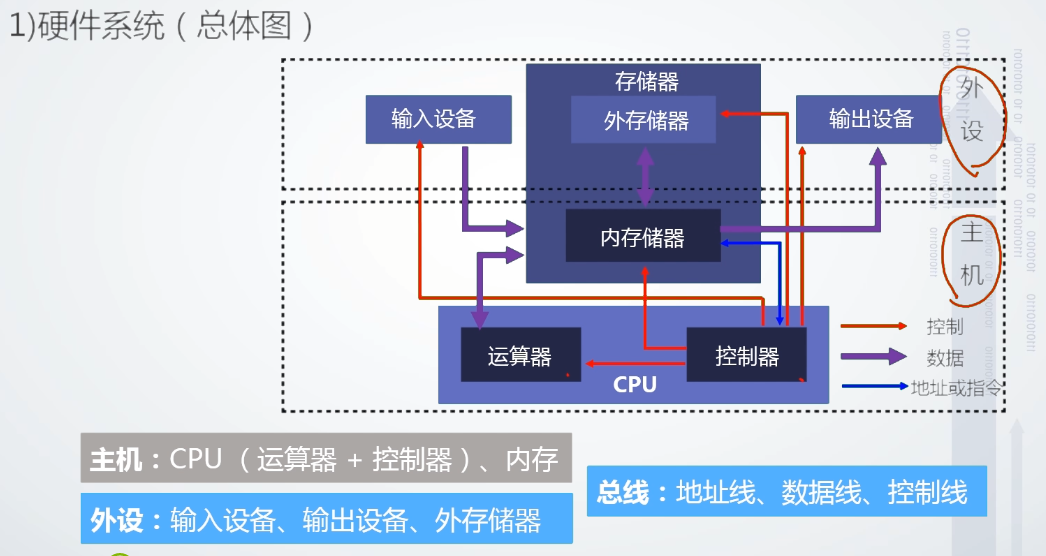 1)硬件系统（总体图）
存储器
输入设备
外存储器
输出设备
外
设
内存储器
主
机
运算器
控制器
CPU
控制
数据
地址或指令
主机：CPU （运算器 + 控制器）、内存
外设：输入设备、输出设备、外存储器
总线：地址线、数据线、控制线